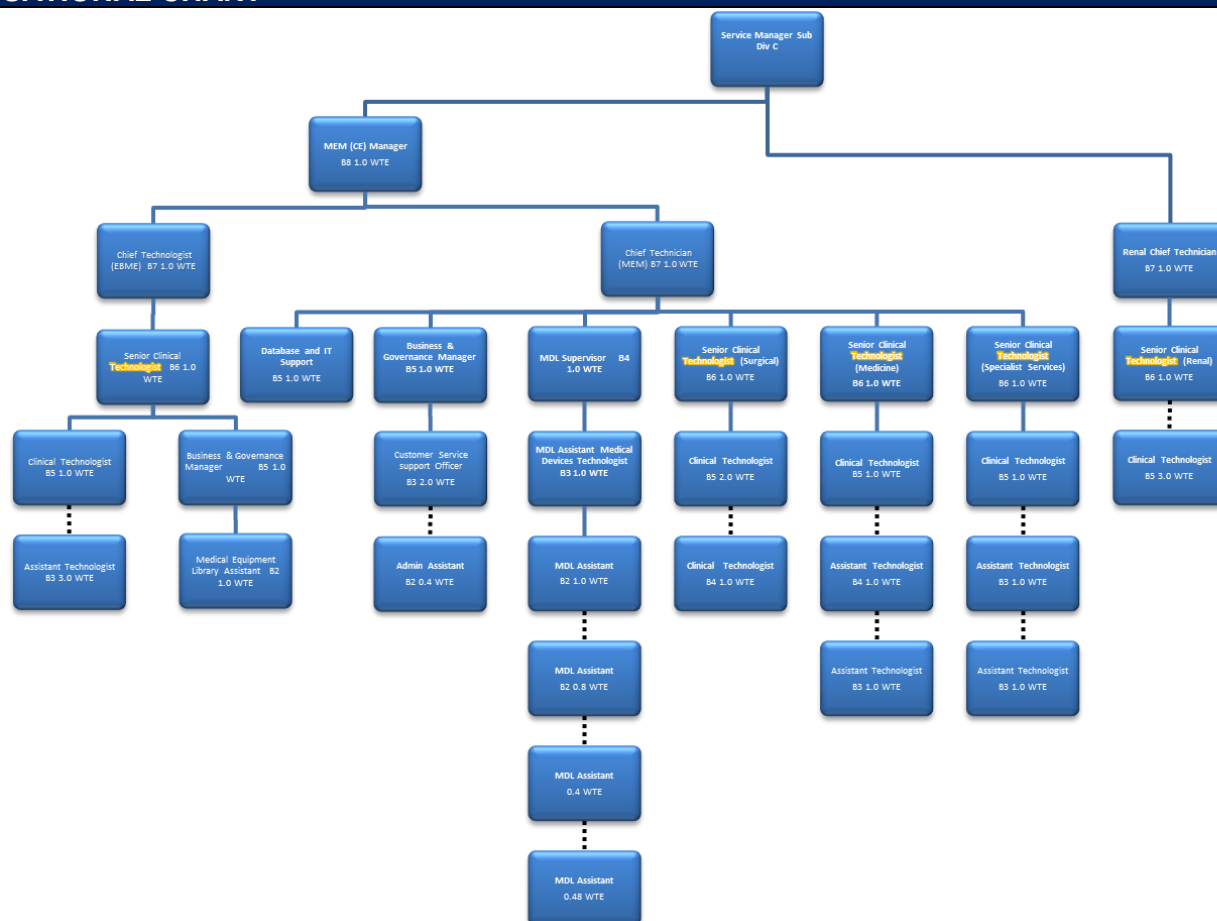 Service Manager Sub
Div C
MEM (CE) Manager
B8 1.0 WTE
Chief Technologist
(EBME) B7 1.0 WTE
Chief Technician
(MEM) B7 1.0 WTE
Renal Chief Technician
B7 1.0 WTE
Senior Clinical
Technologist B6 1.0
WTE
Database and IT
Support
B5 1.0 WTE
Business &
Governance Manager
B5 1.0 WTE
MDL Supervisor B4
1.0 WTE
Senior Clinical
Technologist (Surgical)
B6 1.0 WTE
Senior Clinical
Technologist
(Medicine)
B6 1.0 WTE
Senior Clinical
Technologist
(Specialist Services)
B6 1.0 WTE
Senior Clinical
Technologist (Renal)
B6 1.0 WTE
Clinical Technologist
B5 1.0 WTE
Business & Governance
Manager B5 1.0
WTE
Customer Service
support Officer
B3 2.0 WTE
MDL Assistant Medical
Devices Technologist
B3 1.0 WTE
Clinical Technologist
B5 2.0 WTE
Clinical Technologist
B5 1.0 WTE
Clinical Technologist
B5 1.0 WTE
Clinical Technologist
B5 3.0 WTE
Assistant Technologist
B3 3.0 WTE
Medical Equipment
Library Assistant B2
1.0 WTE
Admin Assistant
B2 0.4 WTE
MDL Assistant
B2 1.0 WTE
Clinical Technologist
B4 1.0 WTE
Assistant Technologist
B4 1.0 WTE
Assistant Technologist
B3 1.0 WTE
MDL Assistant
B2 0.8 WTE
Assistant Technologist
B3 1.0 WTE
Assistant Technologist
B3 1.0 WTE
MDL Assistant
0.4 WTE
MDL Assistant
0.48 WTE